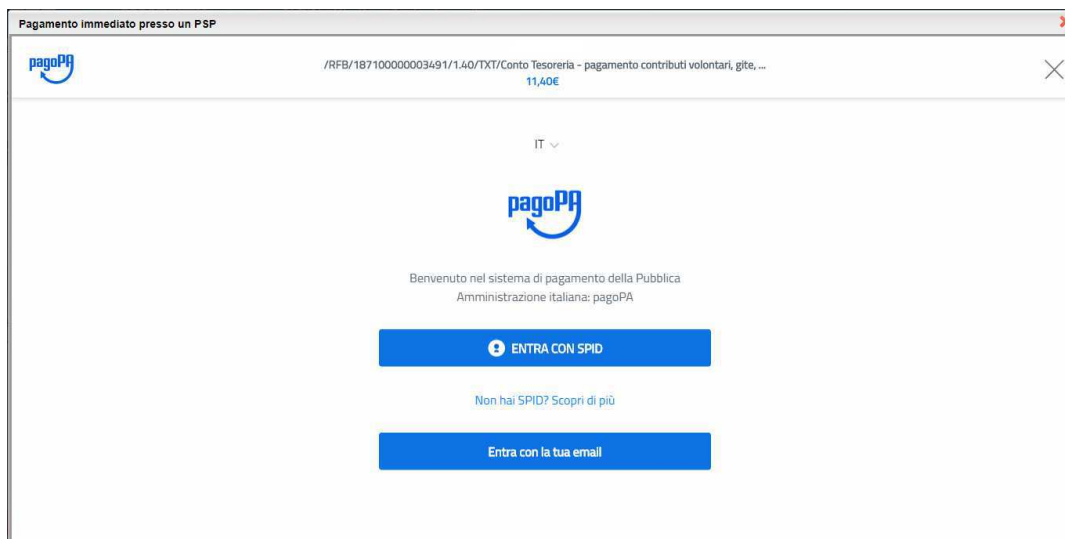 Pagamento immediato presso un PSP
pagoPA
/RFB/187100000003491/1.40/TXT/Conto Tesoreria - pagamento contributi volontari, gite, ...
11,40€
IT
pagoPA
Benvenuto nel sistema di pagamento della Pubblica
Amministrazione italiana: pagoPA
ENTRA CON SPID
Non hai SPID? Scopri di più
Entra con la tua email